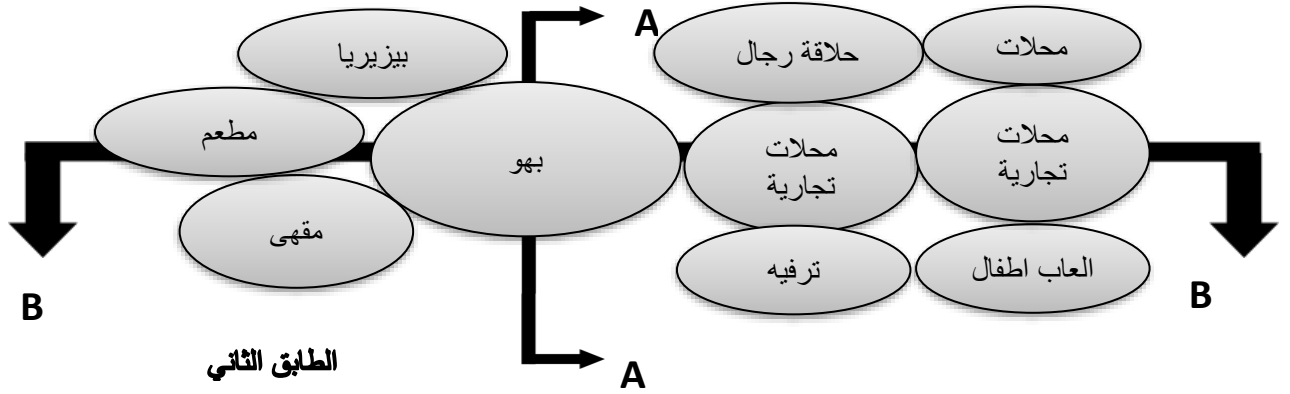 A
محلات
حلاقة رجال
بيزيريا
محلات
تجارية
محلات
تجارية
بهو
مطعم
مقهى
العاب اطفال
ترفيه
B
B
الطابق الثاني
A